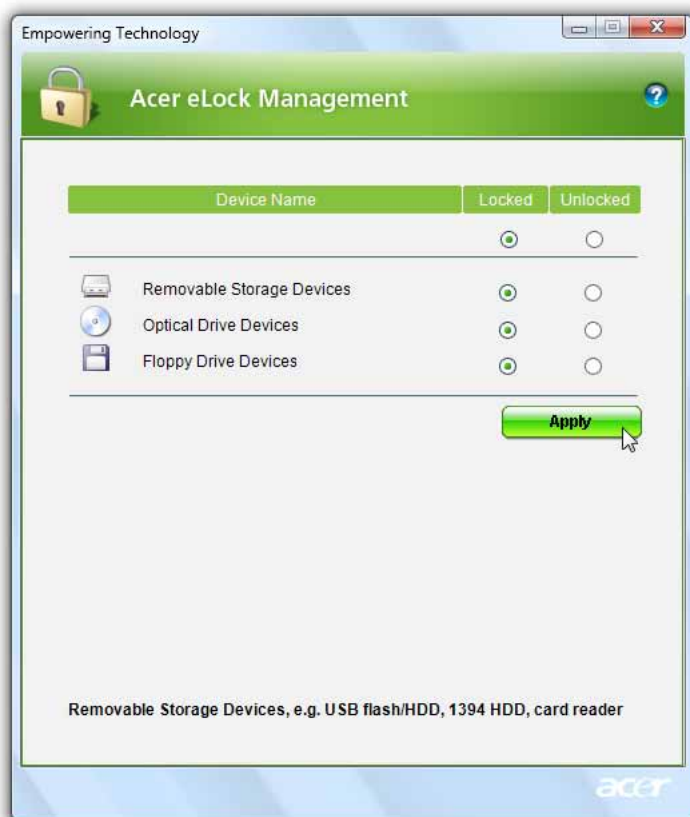 Empowering Technology
Acer eLock Management
?
Device Name Locked Unlocked
Removable Storage Devices
Optical Drive Devices
Floppy Drive Devices
Apply
Removable Storage Devices, e.g. USB flash/HDD, 1394 HDD, card reader
acer